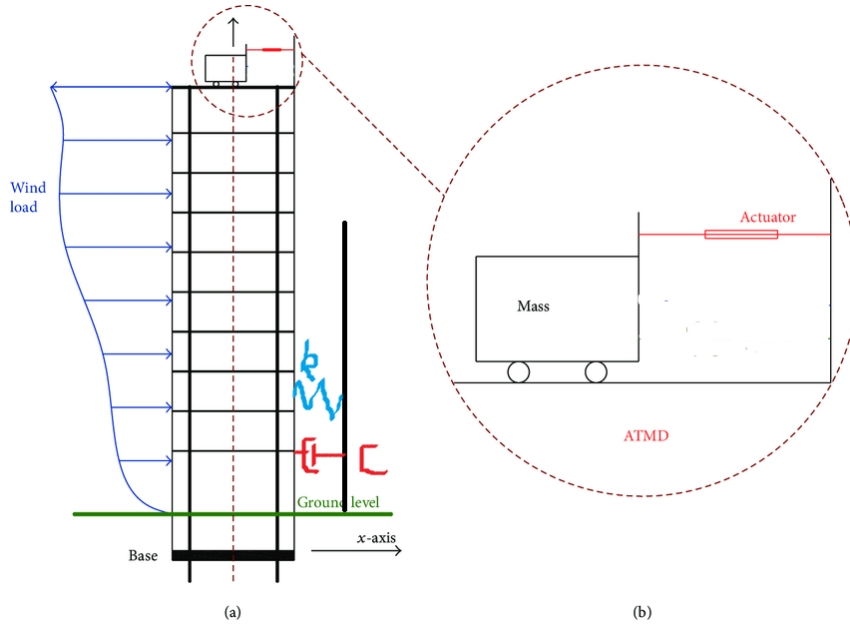 Wind
load
k
C
Ground level
x-axis
Base
(a)
Actuator
Mass
ATMD
(b)